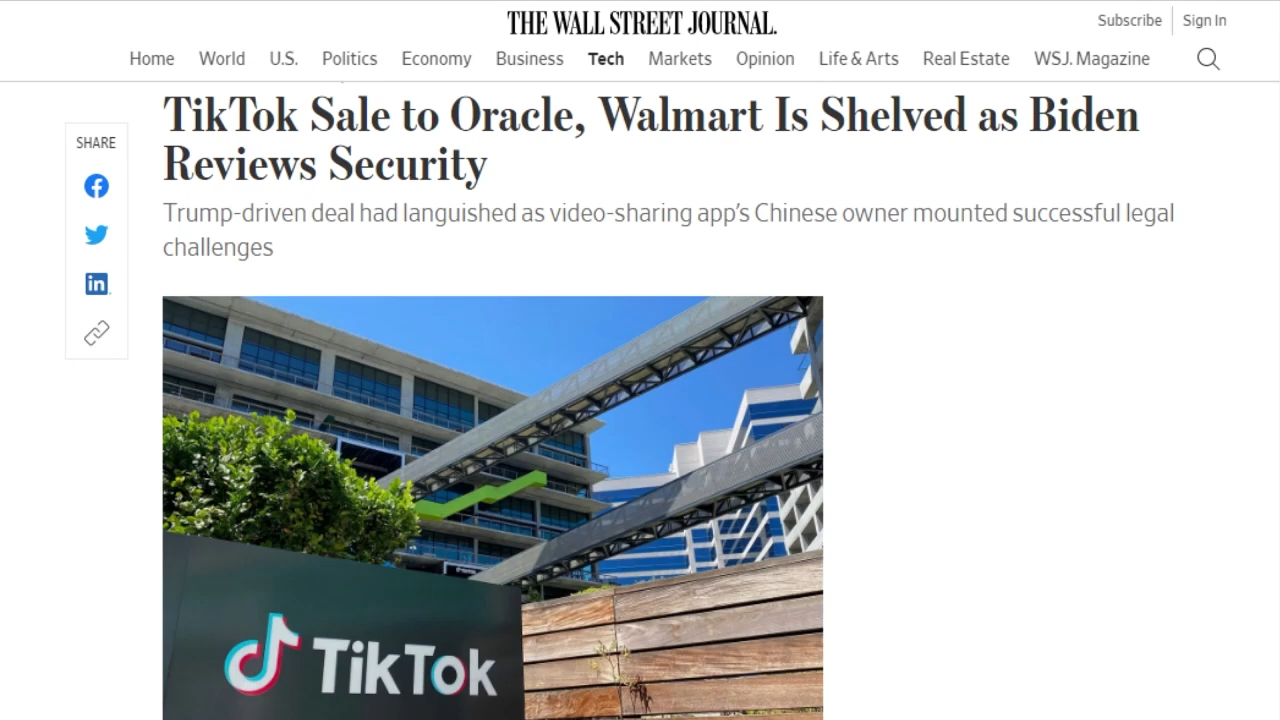 THE WALL STREET JOURNAL.
Subscribe
Sign In
Home World U.S. Politics Economy Business Tech Markets Opinion Life & Arts Real Estate WSJ. Magazine
TikTok Sale to Oracle, Walmart Is Shelved as Biden
Reviews Security
SHARE
Trump-driven deal had languished as video-sharing app’s Chinese owner mounted successful legal
challenges
in
TikTok